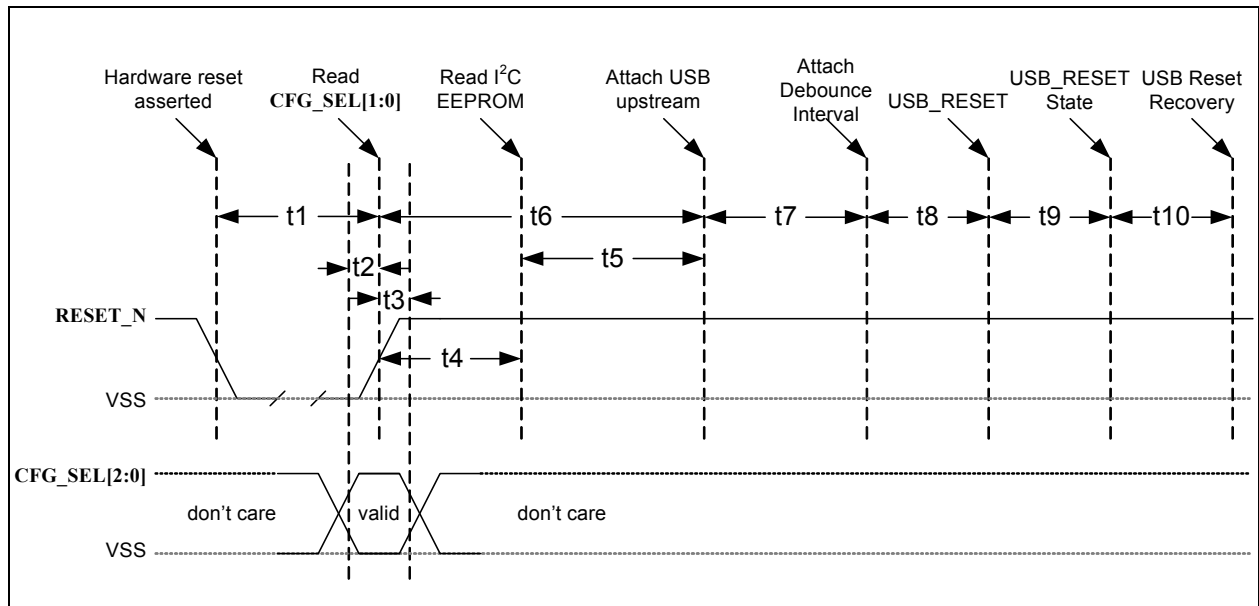 Hardware reset
asserted
Read
CFG_SEL[1:0]
Read I²C
EEPROM
Attach USB
upstream
Attach
Debounce
Interval
USB_RESET
USB_RESET
State
USB Reset
Recovery
t1
t6
t7
t8
t9
t10
t2
t5
t3
RESET_N
t4
VSS
CFG_SEL[2:0]
don't care
valid
don't care
VSS